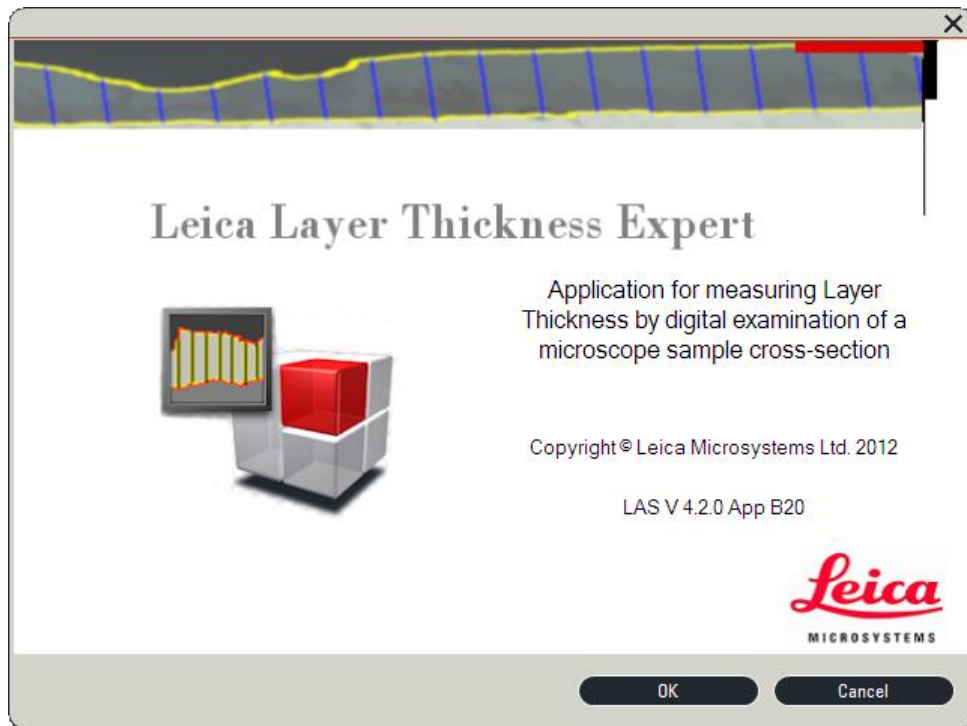 Leica Layer Thickness Expert
Application for measuring Layer
Thickness by digital examination of a
microscope sample cross-section
Copyright © Leica Microsystems Ltd. 2012
LAS V 4.2.0 App B20
Leica
MICROSYSTEMS
OK Cancel